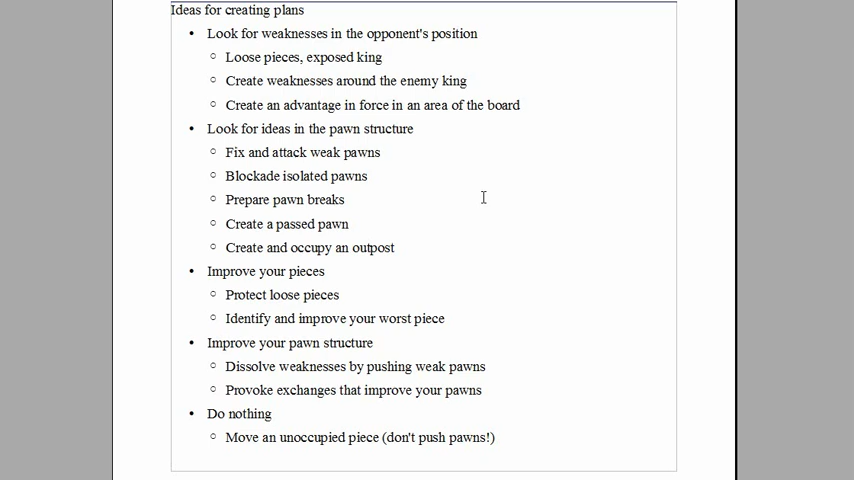 Ideas for creating plans
• Look for weaknesses in the opponent's position
○ Loose pieces, exposed king
○ Create weaknesses around the enemy king
○ Create an advantage in force in an area of the board
• Look for ideas in the pawn structure
○ Fix and attack weak pawns
○ Blockade isolated pawns
○ Prepare pawn breaks
○ Create a passed pawn
○ Create and occupy an outpost
• Improve your pieces
○ Protect loose pieces
○ Identify and improve your worst piece
• Improve your pawn structure
○ Dissolve weaknesses by pushing weak pawns
○ Provoke exchanges that improve your pawns
• Do nothing
○ Move an unoccupied piece (don't push pawns!)